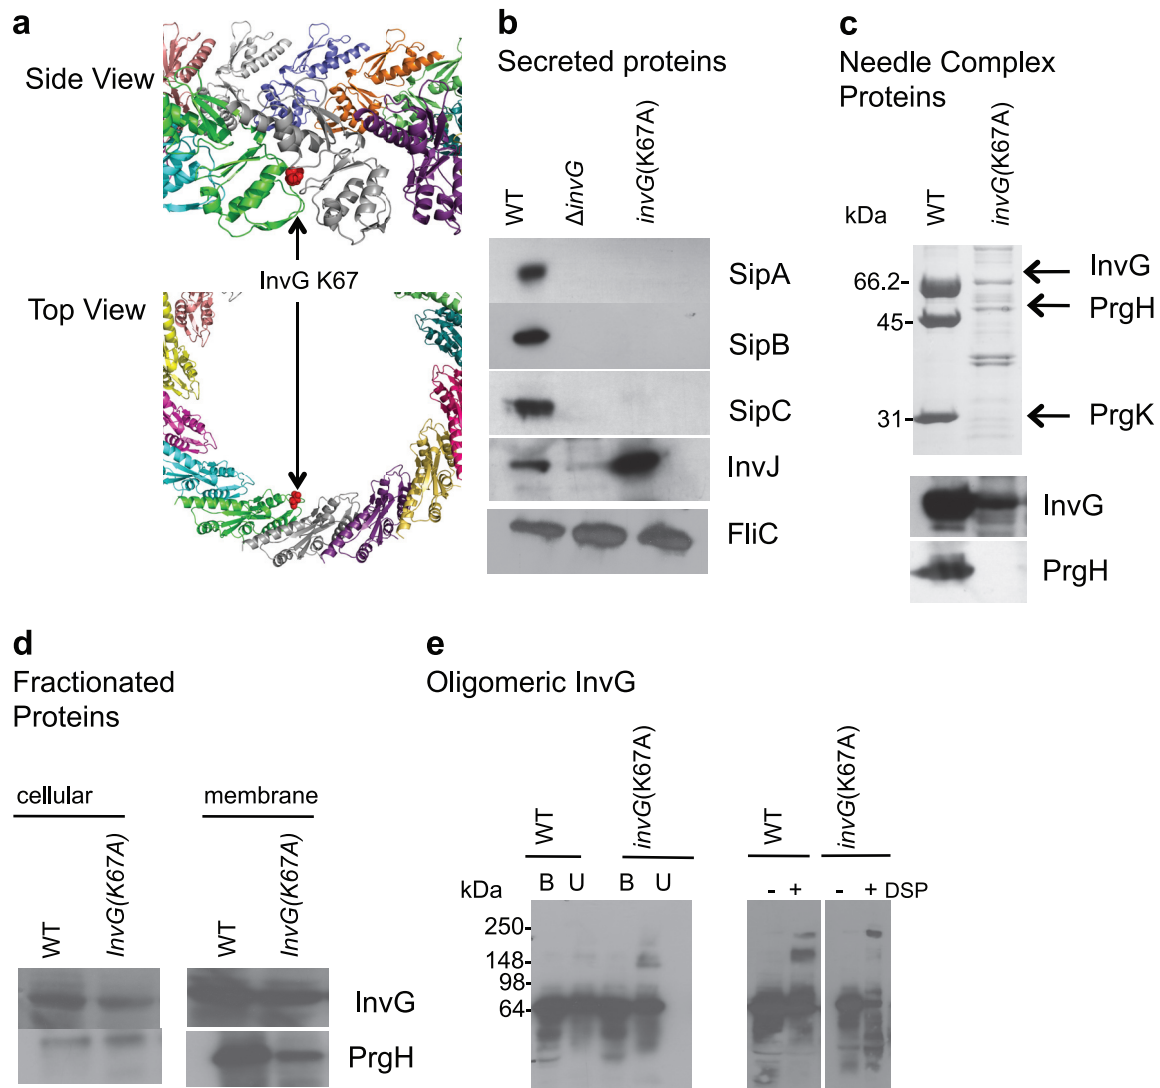 a
Side View
InvG K67
Top View
b
Secreted proteins
WT
ΔinvG
invG(K67A)
SipA
SipB
SipC
InvJ
FliC
c
Needle Complex
Proteins
kDa
WT
invG(K67A)
66.2-
45-
31-
InvG
PrgH
PrgK
InvG
PrgH
d
Fractionated
Proteins
cellular
membrane
WT
InvG(K67A)
WT
InvG(K67A)
InvG
PrgH
e
Oligomeric InvG
WT
invG(K67A)
WT
invG(K67A)
kDa
B U B U
- + - + DSP
250-
148-
98-
64-